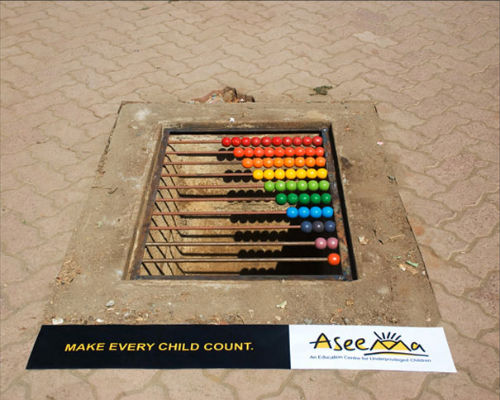 MAKE EVERY CHILD COUNT.
Aseema
An Education Centre for Underprivileged Children